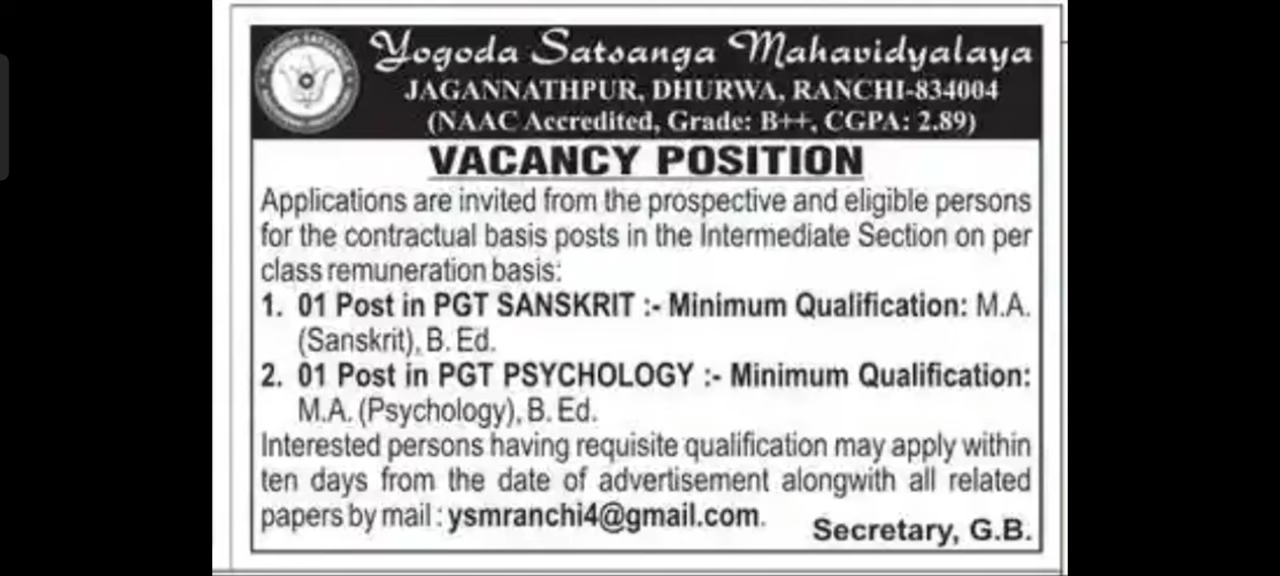 Yogoda Satsanga Mahavidyalaya
JAGANNATHPUR, DHURWA, RANCHI-834004
(NAAC Accredited, Grade: B++, CGPA: 2.89)
VACANCY POSITION
Applications are invited from the prospective and eligible persons
for the contractual basis posts in the Intermediate Section on per
class remuneration basis:
1. 01 Post in PGT SANSKRIT :- Minimum Qualification: M.A.
(Sanskrit), B. Ed.
2. 01 Post in PGT PSYCHOLOGY :- Minimum Qualification:
M.A. (Psychology), B. Ed.
Interested persons having requisite qualification may apply within
ten days from the date of advertisement alongwith all related
papers by mail : ysmranchi4@gmail.com.
Secretary, G.B.